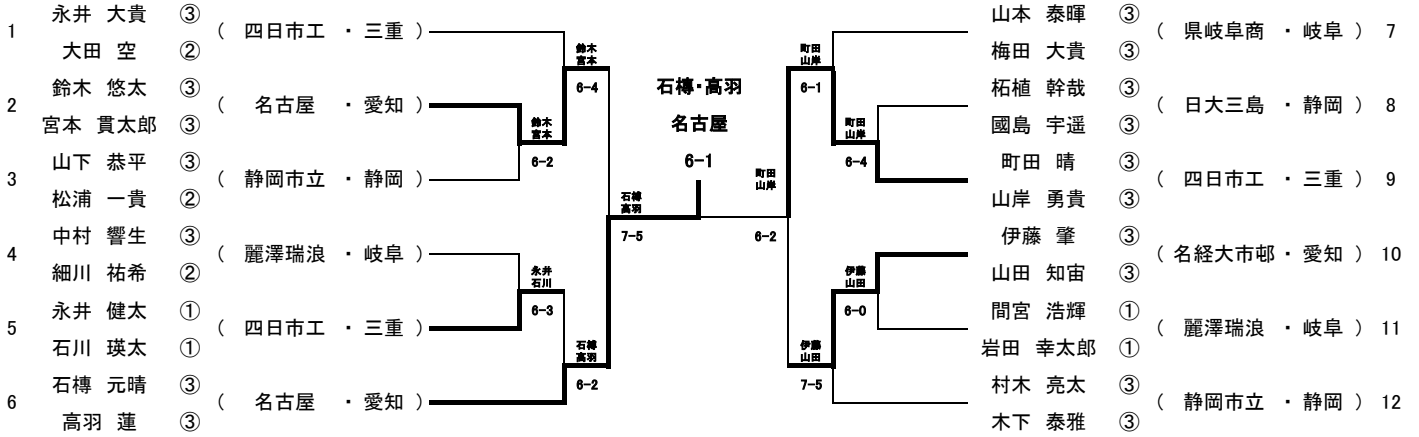 永井 大貴 ③
1 ( 四日市工 ・ 三重 )
大田 空 ②
鈴木 悠太 ③
2 ( 名古屋 ・ 愛知 )
宮本 貫太郎 ③
山下 恭平 ③
3 ( 静岡市立 ・ 静岡 )
松浦 一貴 ②
中村 響生 ③
4 ( 麗澤瑞浪 ・ 岐阜 )
細川 祐希 ②
永井 健太 ①
5 ( 四日市工 ・ 三重 )
石川 瑛太 ①
石榑 元晴 ③
6 ( 名古屋 ・ 愛知 )
高羽 蓮 ③
鈴木
宮本
6-4
鈴木
宮本
6-2
永井
石川
6-3
石榑
高羽
6-2
石榑
高羽
7-5
石榑・高羽
名古屋
6-1
町田
山岸
6-2
町田
山岸
6-1
町田
山岸
6-4
伊藤
山田
6-0
伊藤
山田
7-5
山本 泰暉 ③
( 県岐阜商 ・ 岐阜 ) 7
梅田 大貴 ③
柘植 幹哉 ③
( 日大三島 ・ 静岡 ) 8
國島 宇遥 ③
町田 晴 ③
( 四日市工 ・ 三重 ) 9
山岸 勇貴 ③
伊藤 肇 ③
( 名経大市邨 ・ 愛知 ) 10
山田 知宙 ③
間宮 浩輝 ①
( 麗澤瑞浪 ・ 岐阜 ) 11
岩田 幸太郎 ①
村木 亮太 ③
( 静岡市立 ・ 静岡 ) 12
木下 泰雅 ③